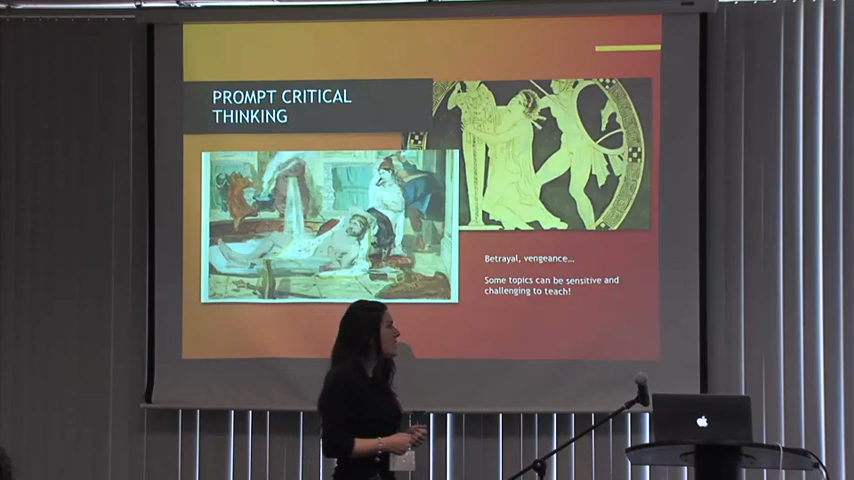 PROMPT CRITICAL
THINKING
Betrayal, vengeance...
Some topics can be sensitive and
challenging to teach!